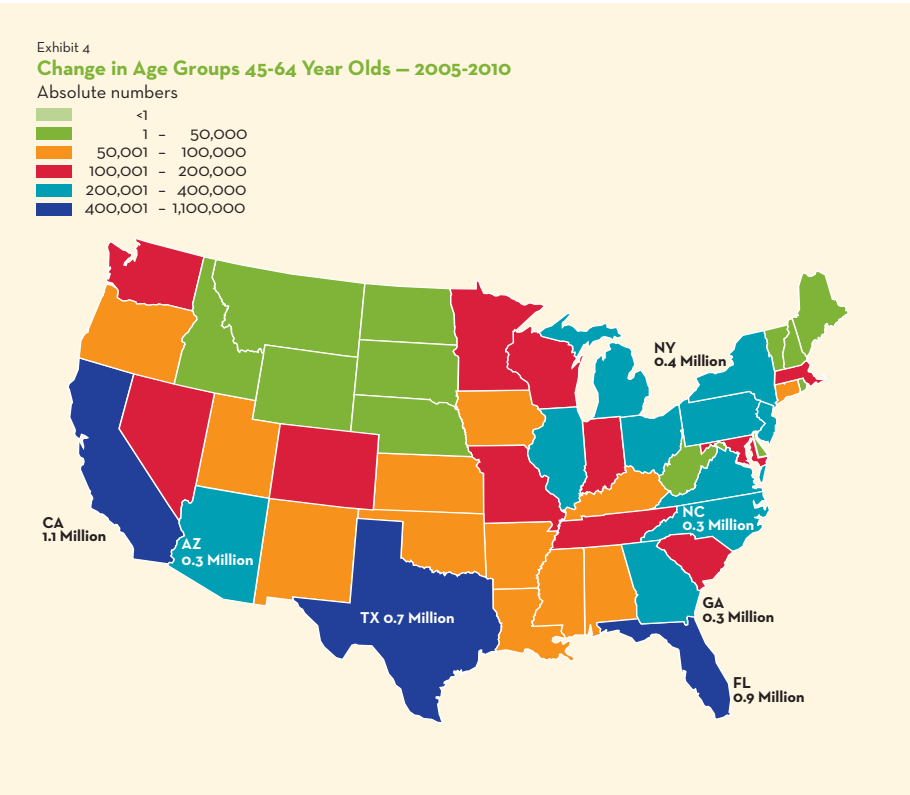 Exhibit 4
Change in Age Groups 45-64 Year Olds – 2005-2010
Absolute numbers
<1
1 – 50,000
50,001 – 100,000
100,001 – 200,000
200,001 – 400,000
400,001 – 1,100,000
NY
0.4 Million
CA
1.1 Million
AZ
0.3 Million
NC
0.3 Million
TX 0.7 Million
GA
0.3 Million
FL
0.9 Million